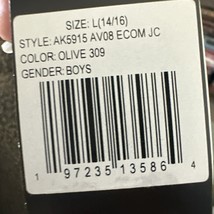 SIZE: L(14/16)
STYLE: AK5915 AV08 ECOM JC
COLOR: OLIVE 309
GENDER: BOYS
1 97235 13586 4